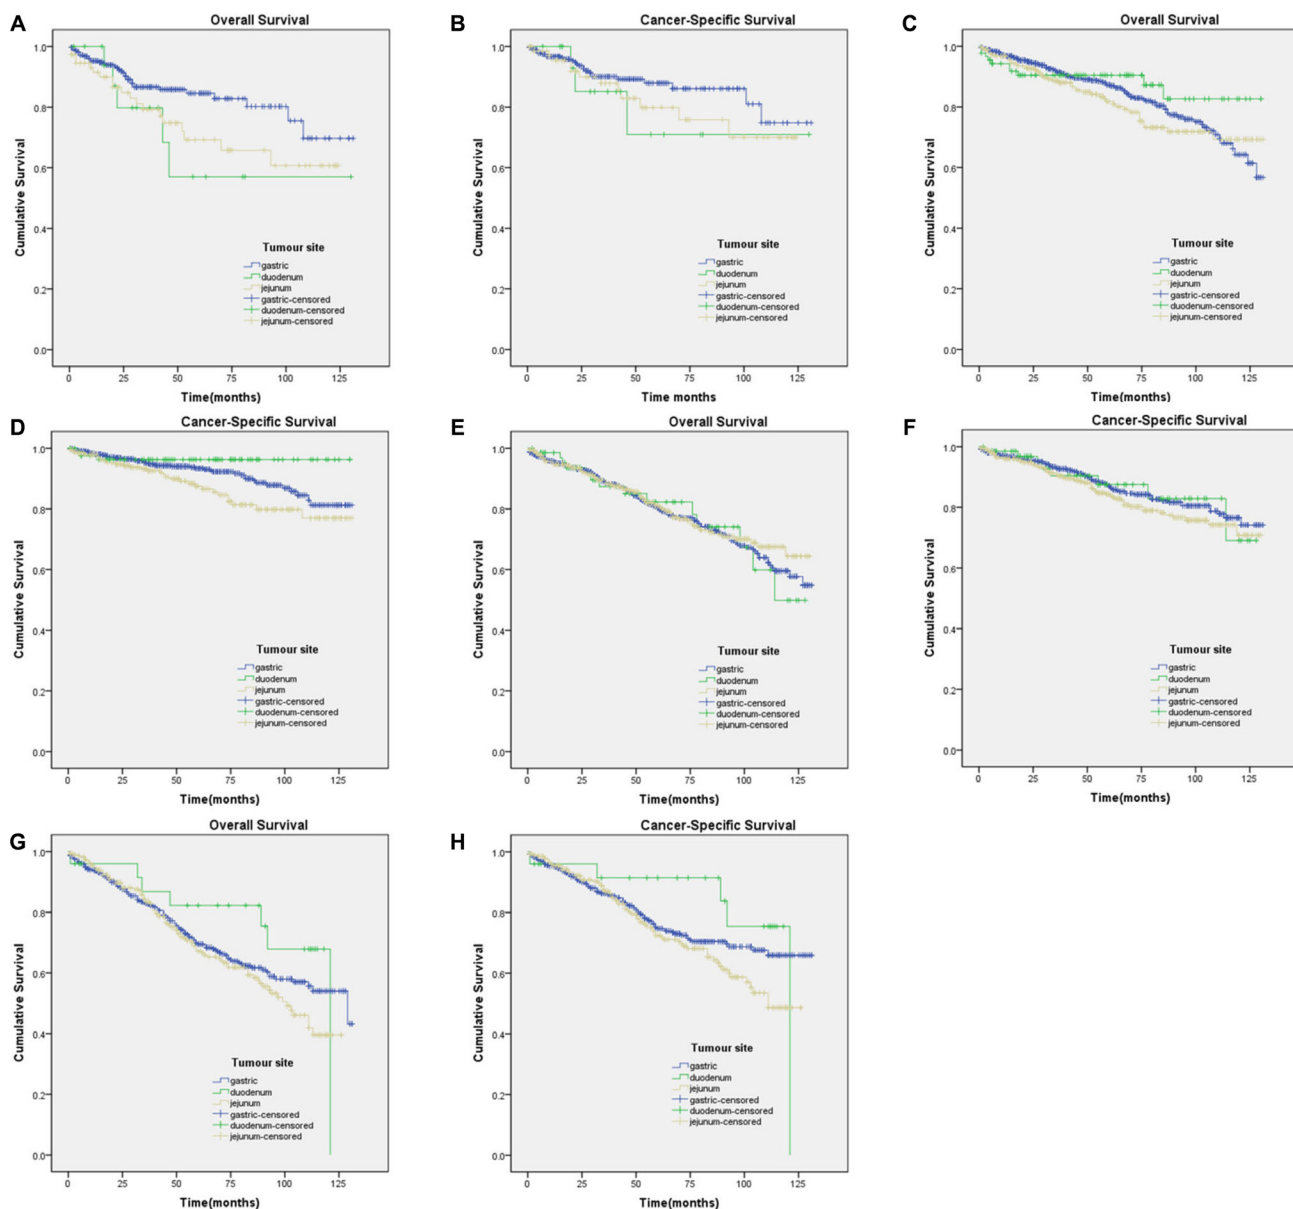 A
Overall Survival
Cumulative Survival
1.0
0.8
0.6
0.4
0.2
0.0
Tumour site
gastric
duodenum
jejunum
gastric-censored
duodenum-censored
jejunum-censored
0 25 50 75 100 125
Time(months)
B
Cancer-Specific Survival
Cumulative Survival
1.0
0.8
0.6
0.4
0.2
0.0
Tumour site
gastric
duodenum
jejunum
gastric-censored
duodenum-censored
jejunum-censored
0 25 50 75 100 125
Time months
C
Overall Survival
Cumulative Survival
1.0
0.8
0.6
0.4
0.2
0.0
Tumour site
gastric
duodenum
jejunum
gastric-censored
duodenum-censored
jejunum-censored
0 25 50 75 100 125
Time(months)
D
Cancer-Specific Survival
Cumulative Survival
1.0
0.8
0.6
0.4
0.2
0.0
Tumour site
gastric
duodenum
jejunum
gastric-censored
duodenum-censored
jejunum-censored
0 25 50 75 100 125
Time(months)
E
Overall Survival
Cumulative Survival
1.0
0.8
0.6
0.4
0.2
0.0
Tumour site
gastric
duodenum
jejunum
gastric-censored
duodenum-censored
jejunum-censored
0 25 50 75 100 125
Time(months)
F
Cancer-Specific Survival
Cumulative Survival
1.0
0.8
0.6
0.4
0.2
0.0
Tumour site
gastric
duodenum
jejunum
gastric-censored
duodenum-censored
jejunum-censored
0 25 50 75 100 125
Time(months)
G
Overall Survival
Cumulative Survival
1.0
0.8
0.6
0.4
0.2
0.0
Tumour site
gastric
duodenum
jejunum
gastric-censored
duodenum-censored
jejunum-censored
0 25 50 75 100 125
Time(months)
H
Cancer-Specific Survival
Cumulative Survival
1.0
0.8
0.6
0.4
0.2
0.0
Tumour site
gastric
duodenum
jejunum
gastric-censored
duodenum-censored
jejunum-censored
0 25 50 75 100 125
Time(months)